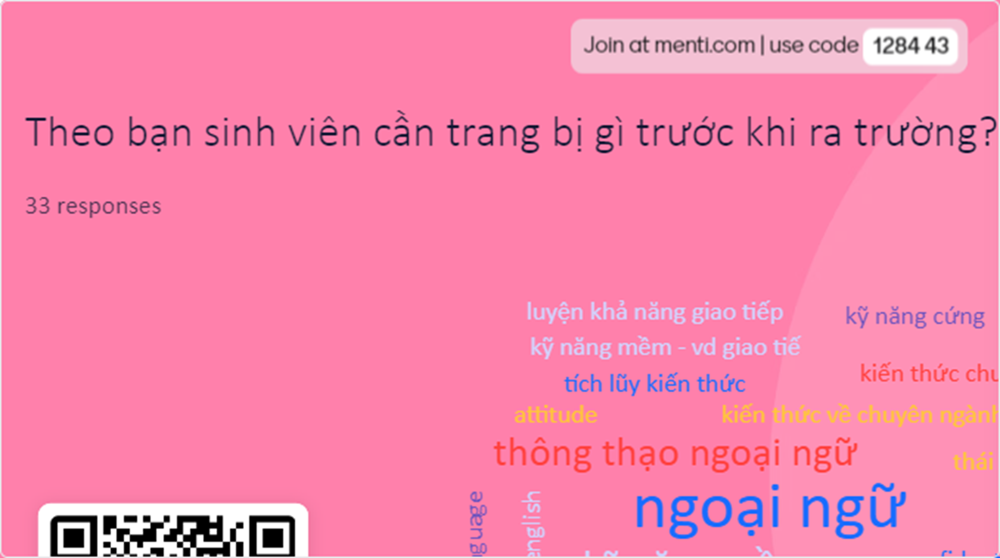 Join at menti.com | use code 1284 43
Theo bạn sinh viên cần trang bị gì trước khi ra trường?
33 responses
luyện khả năng giao tiếp
kỹ năng cứng
kỹ năng mềm - vd giao tiế
kiến thức chu
tích lũy kiến thức
attitude
kiến thức về chuyên ngành
thông thạo ngoại ngữ
thái
ngoại ngữ
english